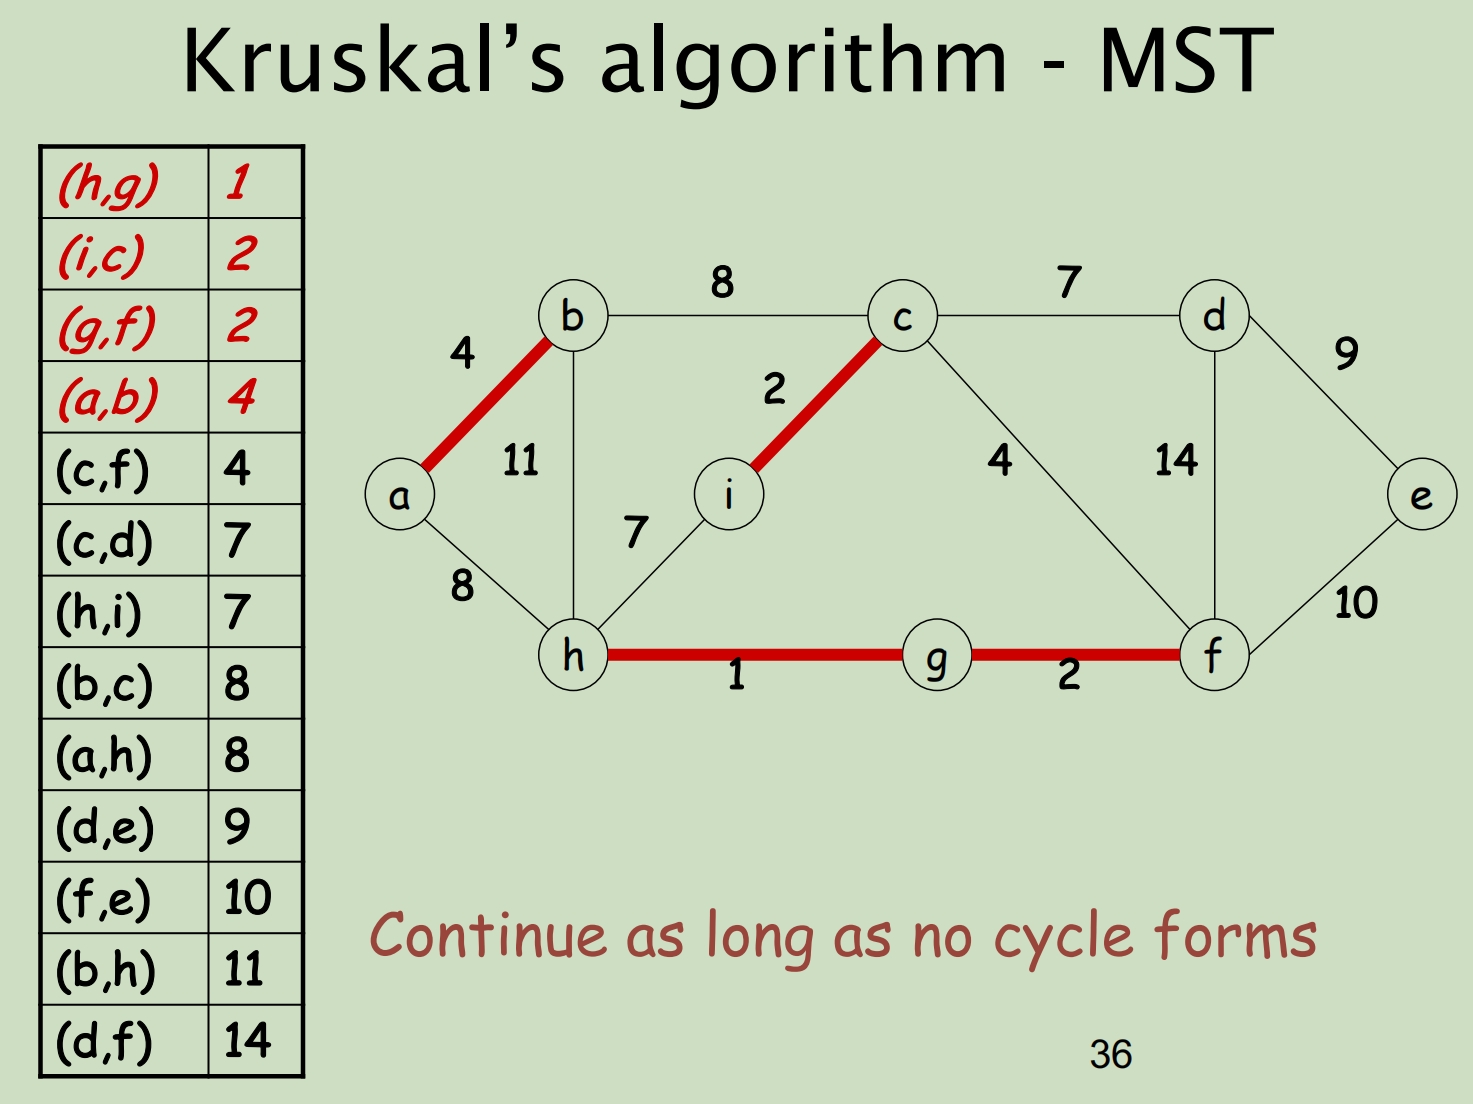 Kruskal's algorithm - MST
(h,g) 1
(i,c) 2
(g,f) 2
(a,b) 4
(c,f) 4
(c,d) 7
(h,i) 7
(b,c) 8
(a,h) 8
(d,e) 9
(f,e) 10
(b,h) 11
(d,f) 14
8 7
b c d
4 9
2
11 4 14
a i e
7
8 10
h g f
1 2
Continue as long as no cycle forms
36